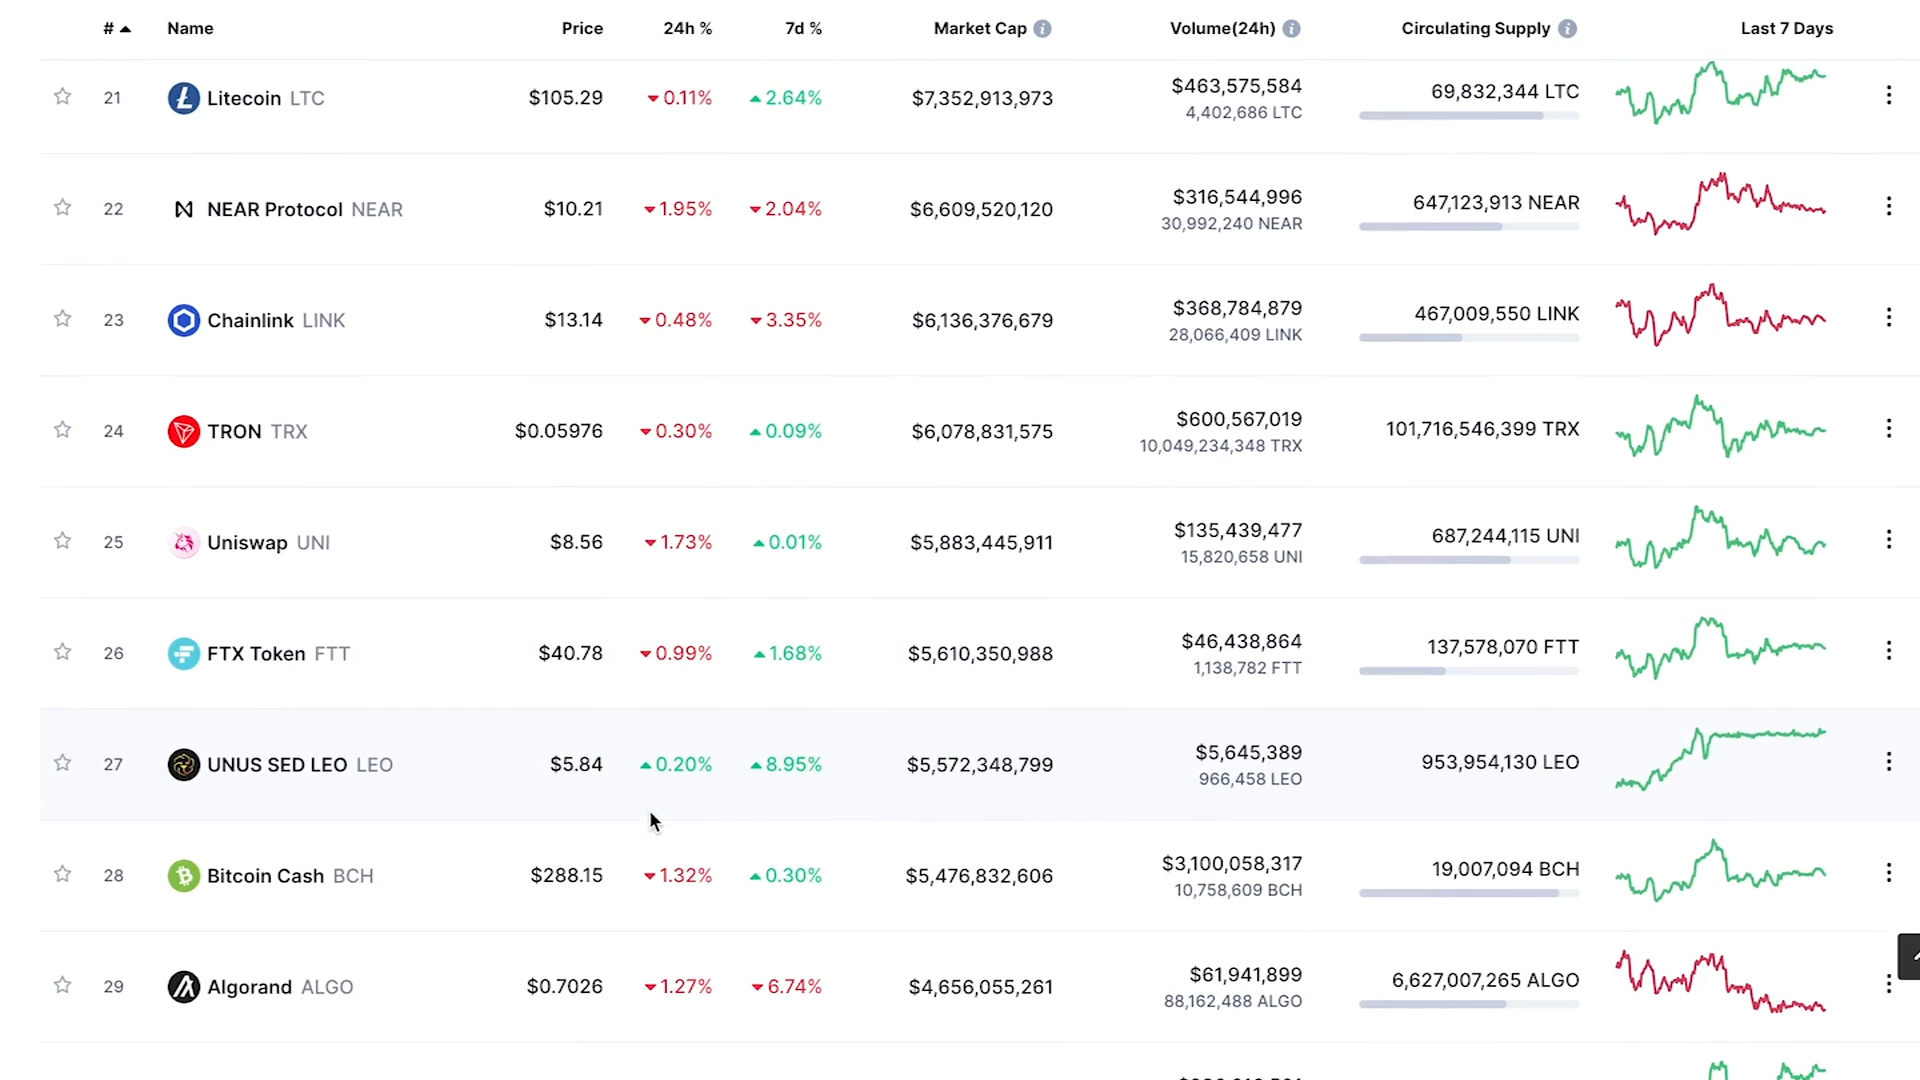 # Name Price 24h % 7d % Market Cap Volume(24h) Circulating Supply Last 7 Days
21 Litecoin LTC $105.29 0.11% 2.64% $7,352,913,973 $463,575,584 69,832,344 LTC
4,402,686 LTC
22 NEAR Protocol NEAR $10.21 1.95% 2.04% $6,609,520,120 $316,544,996 647,123,913 NEAR
30,992,240 NEAR
23 Chainlink LINK $13.14 0.48% 3.35% $6,136,376,679 $368,784,879 467,009,550 LINK
28,066,409 LINK
24 TRON TRX $0.05976 0.30% 0.09% $6,078,831,575 $600,567,019 101,716,546,399 TRX
10,049,234,348 TRX
25 Uniswap UNI $8.56 1.73% 0.01% $5,883,445,911 $135,439,477 687,244,115 UNI
15,820,658 UNI
26 FTX Token FTT $40.78 0.99% 1.68% $5,610,350,988 $46,438,864 137,578,070 FTT
1,138,782 FTT
27 UNUS SED LEO LEO $5.84 0.20% 8.95% $5,572,348,799 $5,645,389 953,954,130 LEO
966,458 LEO
28 Bitcoin Cash BCH $288.15 1.32% 0.30% $5,476,832,606 $3,100,058,317 19,007,094 BCH
10,758,609 BCH
29 Algorand ALGO $0.7026 1.27% 6.74% $4,656,055,261 $61,941,899 6,627,007,265 ALGO
88,162,488 ALGO